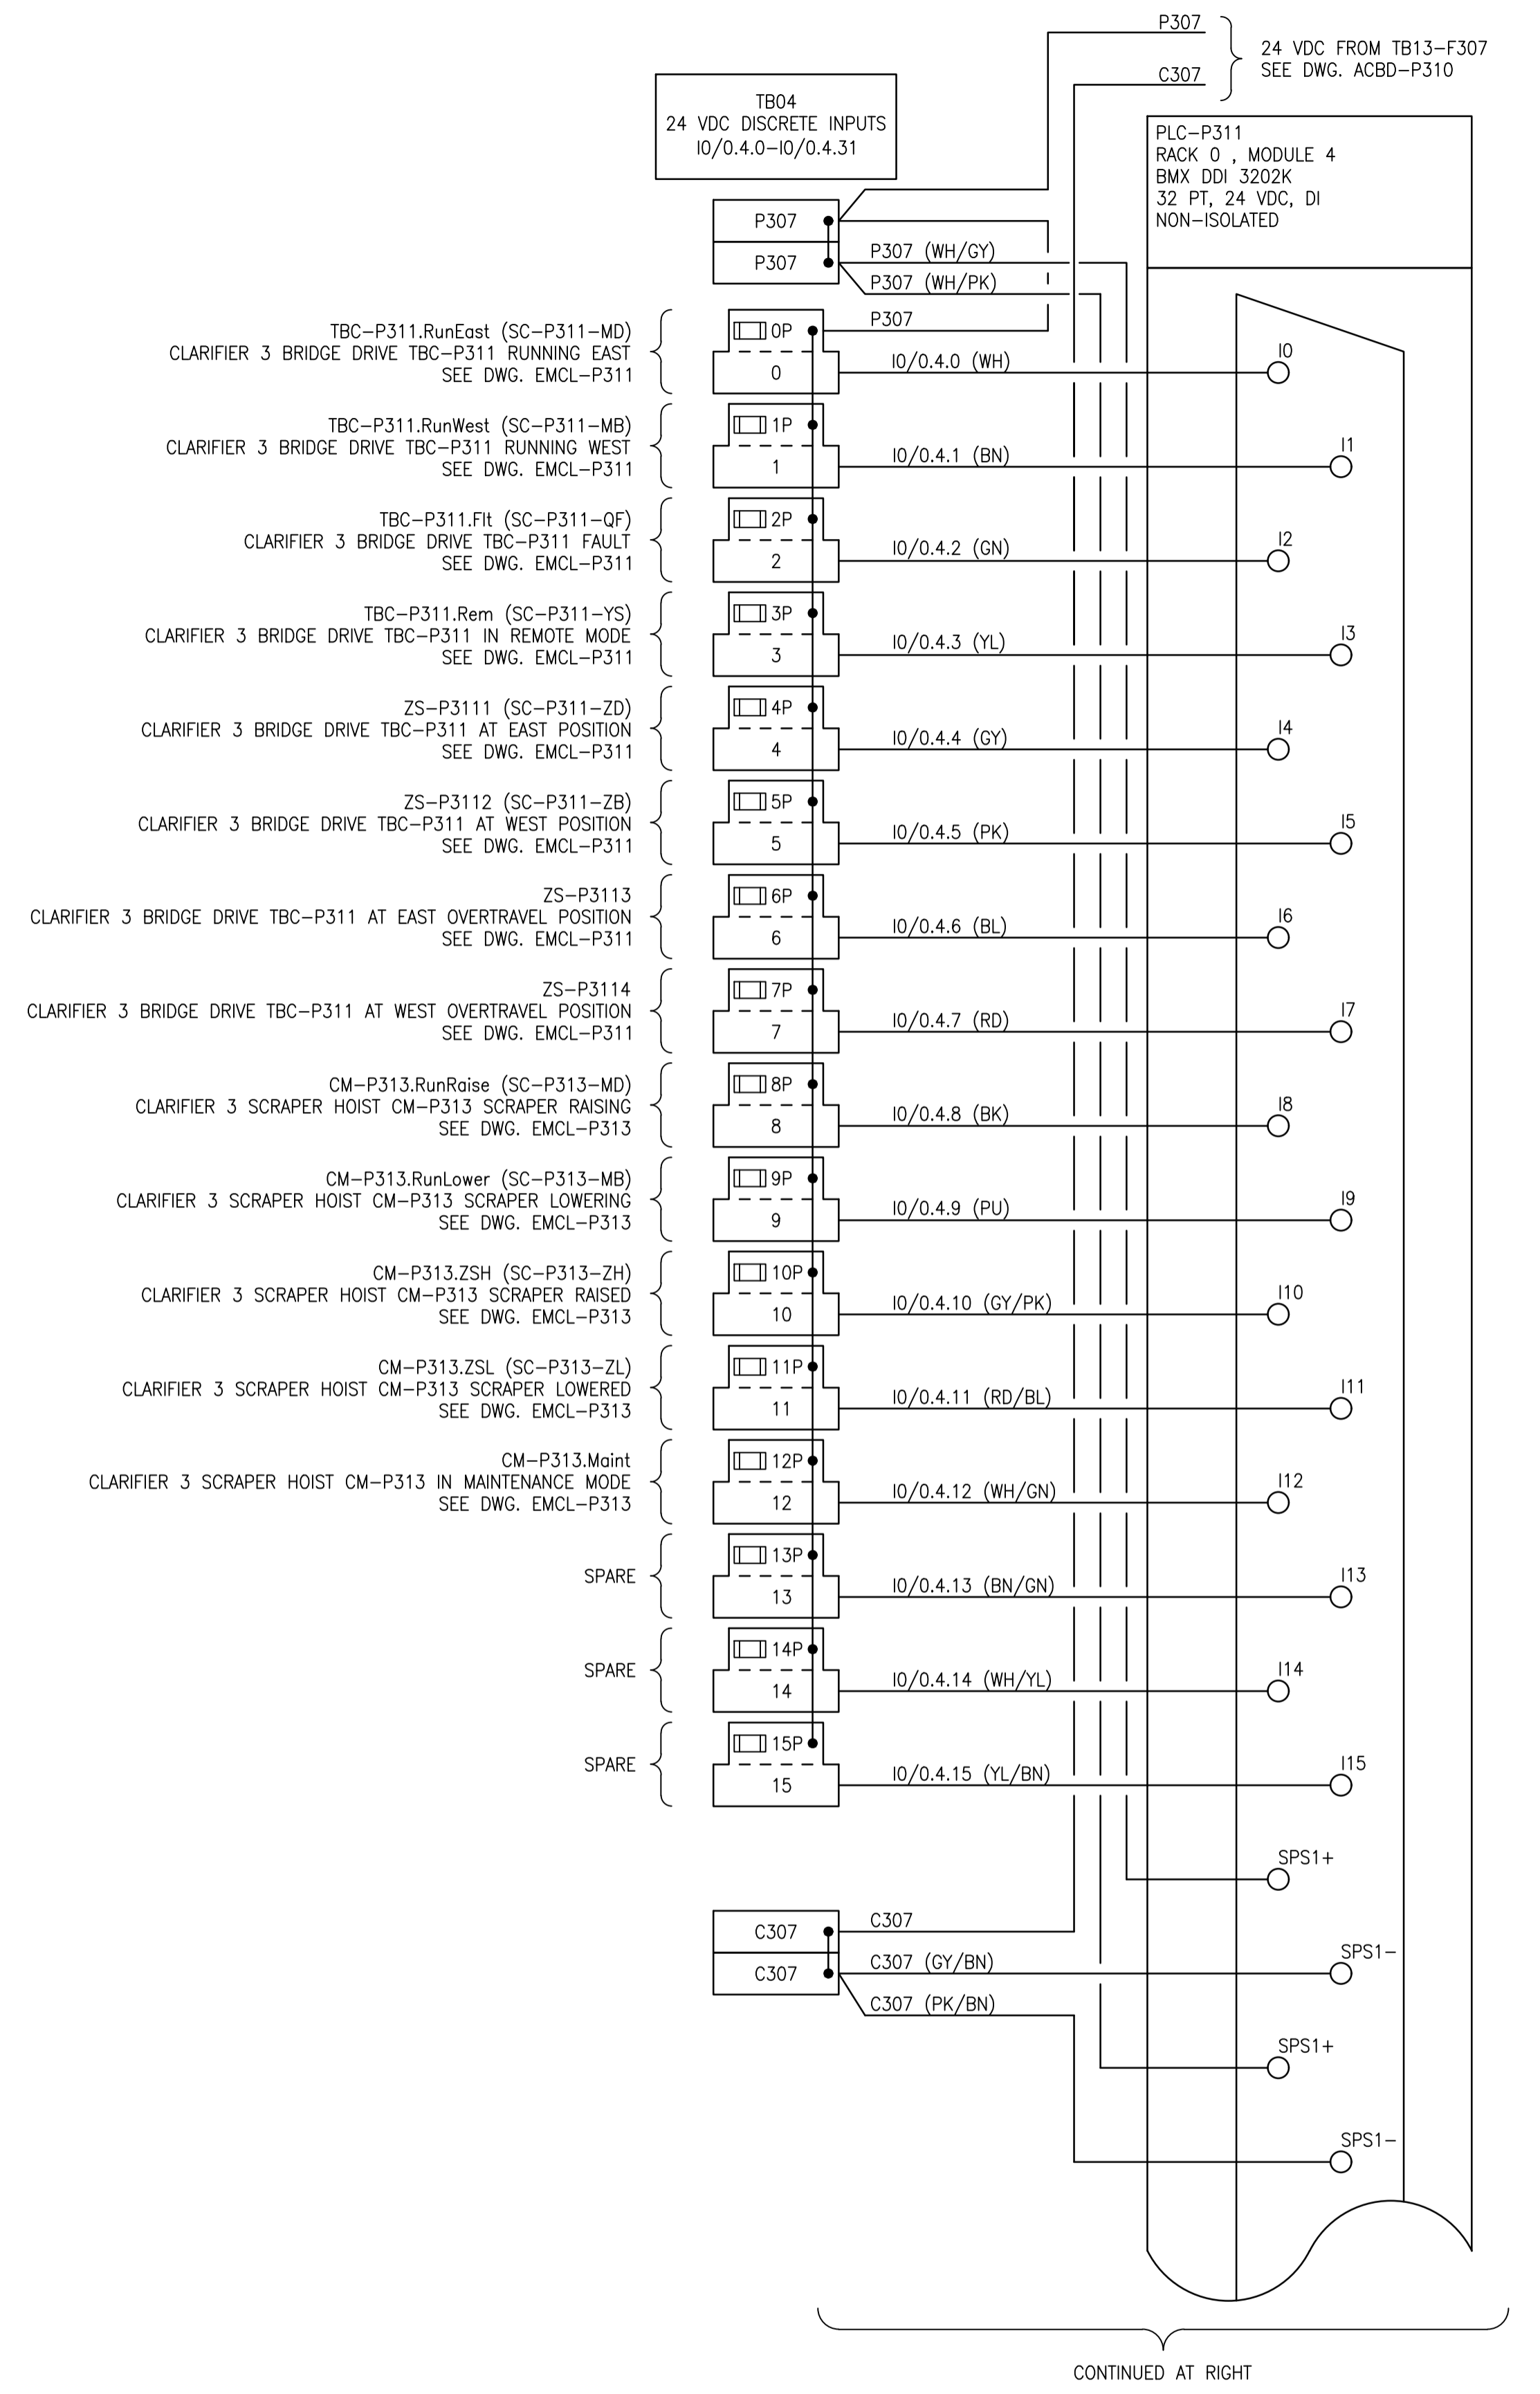 P307
C307
24 VDC FROM TB13-F307
SEE DWG. ACBD-P310
TB04
24 VDC DISCRETE INPUTS
I0/0.4.0-I0/0.4.31
PLC-P311
RACK 0 , MODULE 4
BMX DDI 3202K
32 PT, 24 VDC, DI
NON-ISOLATED
P307
P307
P307 (WH/GY)
P307 (WH/PK)
P307
TBC-P311.RunEast (SC-P311-MD)
CLARIFIER 3 BRIDGE DRIVE TBC-P311 RUNNING EAST
SEE DWG. EMCL-P311
0P
0
I0/0.4.0 (WH)
I0
TBC-P311.RunWest (SC-P311-MB)
CLARIFIER 3 BRIDGE DRIVE TBC-P311 RUNNING WEST
SEE DWG. EMCL-P311
1P
1
I0/0.4.1 (BN)
I1
TBC-P311.Flt (SC-P311-QF)
CLARIFIER 3 BRIDGE DRIVE TBC-P311 FAULT
SEE DWG. EMCL-P311
2P
2
I0/0.4.2 (GN)
I2
TBC-P311.Rem (SC-P311-YS)
CLARIFIER 3 BRIDGE DRIVE TBC-P311 IN REMOTE MODE
SEE DWG. EMCL-P311
3P
3
I0/0.4.3 (YL)
I3
ZS-P3111 (SC-P311-ZD)
CLARIFIER 3 BRIDGE DRIVE TBC-P311 AT EAST POSITION
SEE DWG. EMCL-P311
4P
4
I0/0.4.4 (GY)
I4
ZS-P3112 (SC-P311-ZB)
CLARIFIER 3 BRIDGE DRIVE TBC-P311 AT WEST POSITION
SEE DWG. EMCL-P311
5P
5
I0/0.4.5 (PK)
I5
ZS-P3113
CLARIFIER 3 BRIDGE DRIVE TBC-P311 AT EAST OVERTRAVEL POSITION
SEE DWG. EMCL-P311
6P
6
I0/0.4.6 (BL)
I6
ZS-P3114
CLARIFIER 3 BRIDGE DRIVE TBC-P311 AT WEST OVERTRAVEL POSITION
SEE DWG. EMCL-P311
7P
7
I0/0.4.7 (RD)
I7
CM-P313.RunRaise (SC-P313-MD)
CLARIFIER 3 SCRAPER HOIST CM-P313 SCRAPER RAISING
SEE DWG. EMCL-P313
8P
8
I0/0.4.8 (BK)
I8
CM-P313.RunLower (SC-P313-MB)
CLARIFIER 3 SCRAPER HOIST CM-P313 SCRAPER LOWERING
SEE DWG. EMCL-P313
9P
9
I0/0.4.9 (PU)
I9
CM-P313.ZSH (SC-P313-ZH)
CLARIFIER 3 SCRAPER HOIST CM-P313 SCRAPER RAISED
SEE DWG. EMCL-P313
10P
10
I0/0.4.10 (GY/PK)
I10
CM-P313.ZSL (SC-P313-ZL)
CLARIFIER 3 SCRAPER HOIST CM-P313 SCRAPER LOWERED
SEE DWG. EMCL-P313
11P
11
I0/0.4.11 (RD/BL)
I11
CM-P313.Maint
CLARIFIER 3 SCRAPER HOIST CM-P313 IN MAINTENANCE MODE
SEE DWG. EMCL-P313
12P
12
I0/0.4.12 (WH/GN)
I12
SPARE
13P
13
I0/0.4.13 (BN/GN)
I13
SPARE
14P
14
I0/0.4.14 (WH/YL)
I14
SPARE
15P
15
I0/0.4.15 (YL/BN)
I15
SPS1+
C307
C307
C307
C307 (GY/BN)
SPS1-
C307 (PK/BN)
SPS1+
SPS1-
CONTINUED AT RIGHT